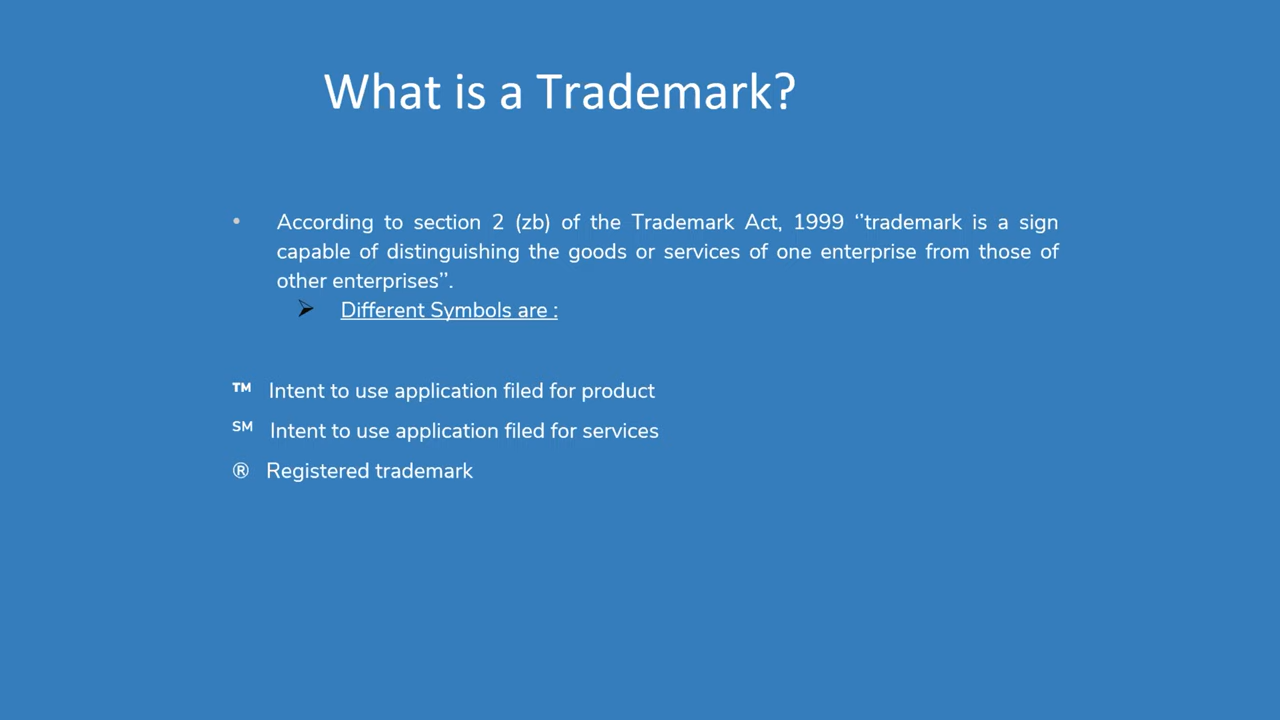 What is a Trademark?
• According to section 2 (zb) of the Trademark Act, 1999 ‘’trademark is a sign
capable of distinguishing the goods or services of one enterprise from those of
other enterprises’’.
➢ Different Symbols are :
™ Intent to use application filed for product
℠ Intent to use application filed for services
® Registered trademark